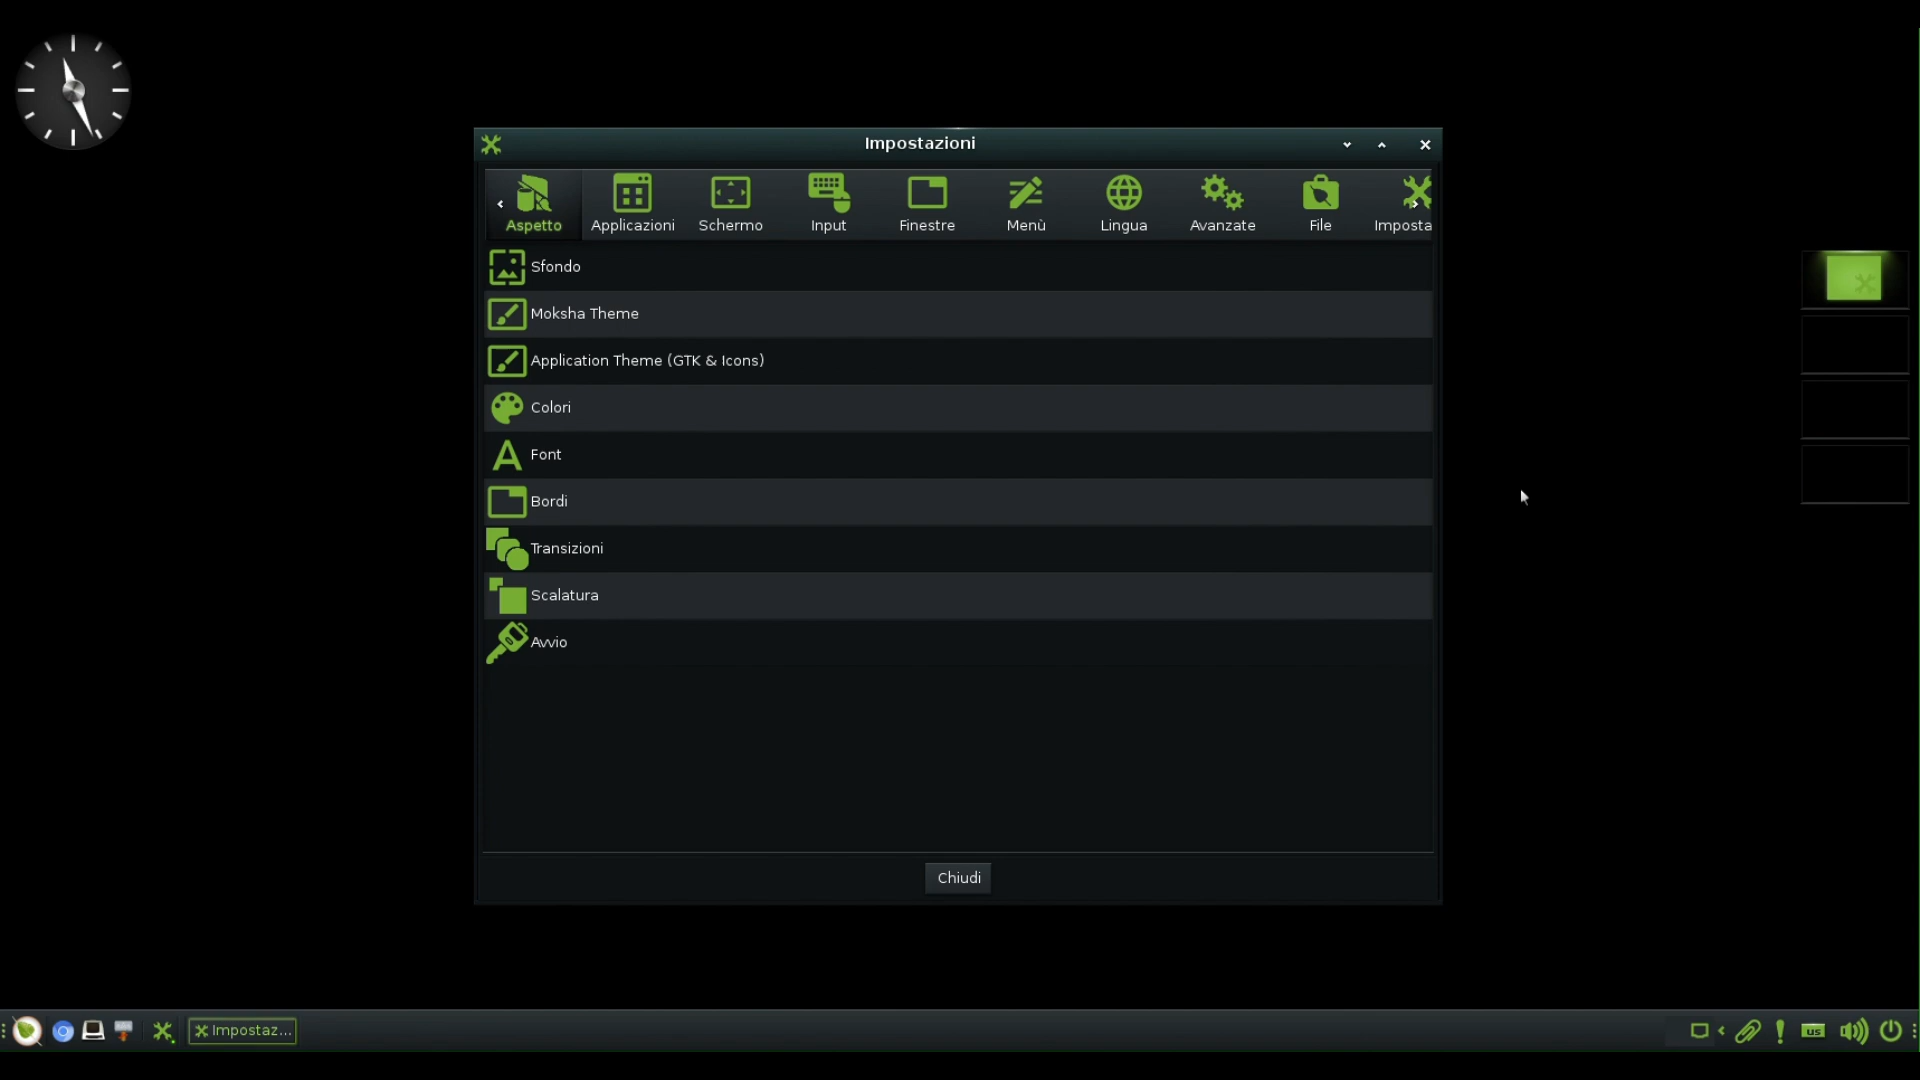 Impostazioni
Aspetto Applicazioni Schermo Input Finestre Menù Lingua Avanzate File Imposta
Sfondo
Moksha Theme
Application Theme (GTK & Icons)
Colori
Font
Bordi
Transizioni
Scalatura
Avvio
Chiudi
Impostaz... us